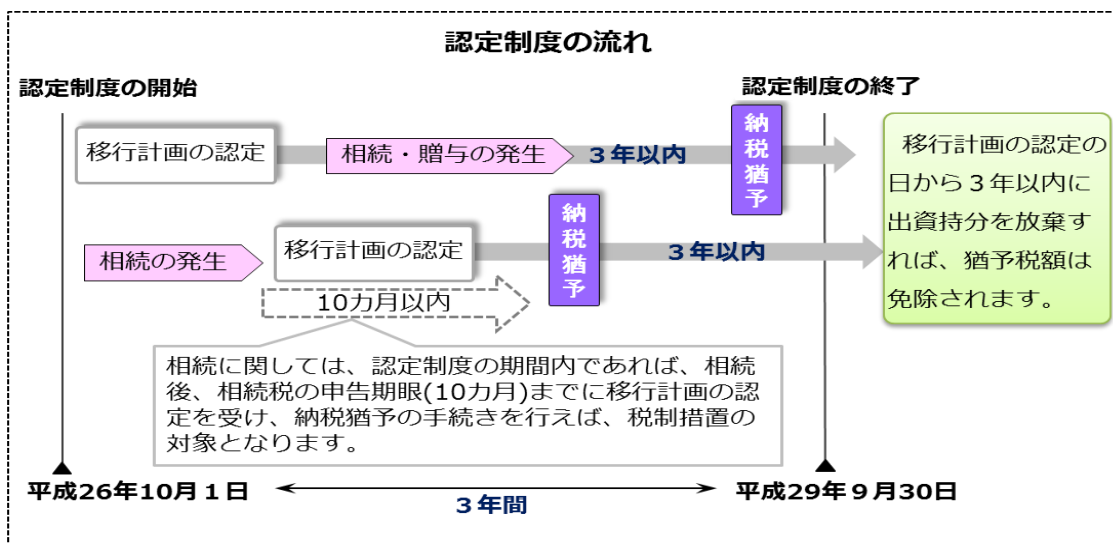 認定制度の流れ
認定制度の開始
認定制度の終了
移行計画の認定
相続・贈与の発生
3年以内
納税猶予
相続の発生
移行計画の認定
納税猶予
3年以内
10カ月以内
移行計画の認定の
日から3年以内に
出資持分を放棄す
れば、猶予税額は
免除されます。
相続に関しては、認定制度の期間内であれば、相続
後、相続税の申告期眼(10カ月)までに移行計画の認
定を受け、納税猶予の手続きを行えば、税制措置の
対象となります。
平成26年10月1日
3年間
平成29年9月30日